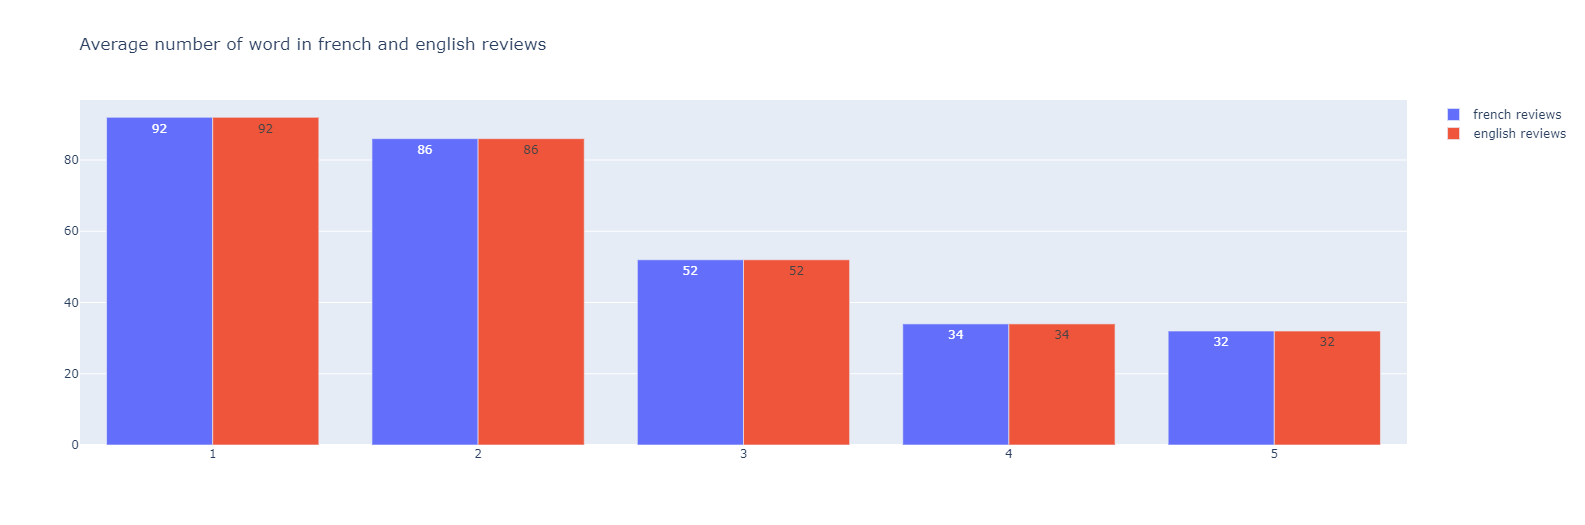 Average number of word in french and english reviews
french reviews
english reviews
92 92 86 86 52 52 34 34 32 32
80
60
40
20
0
1 2 3 4 5